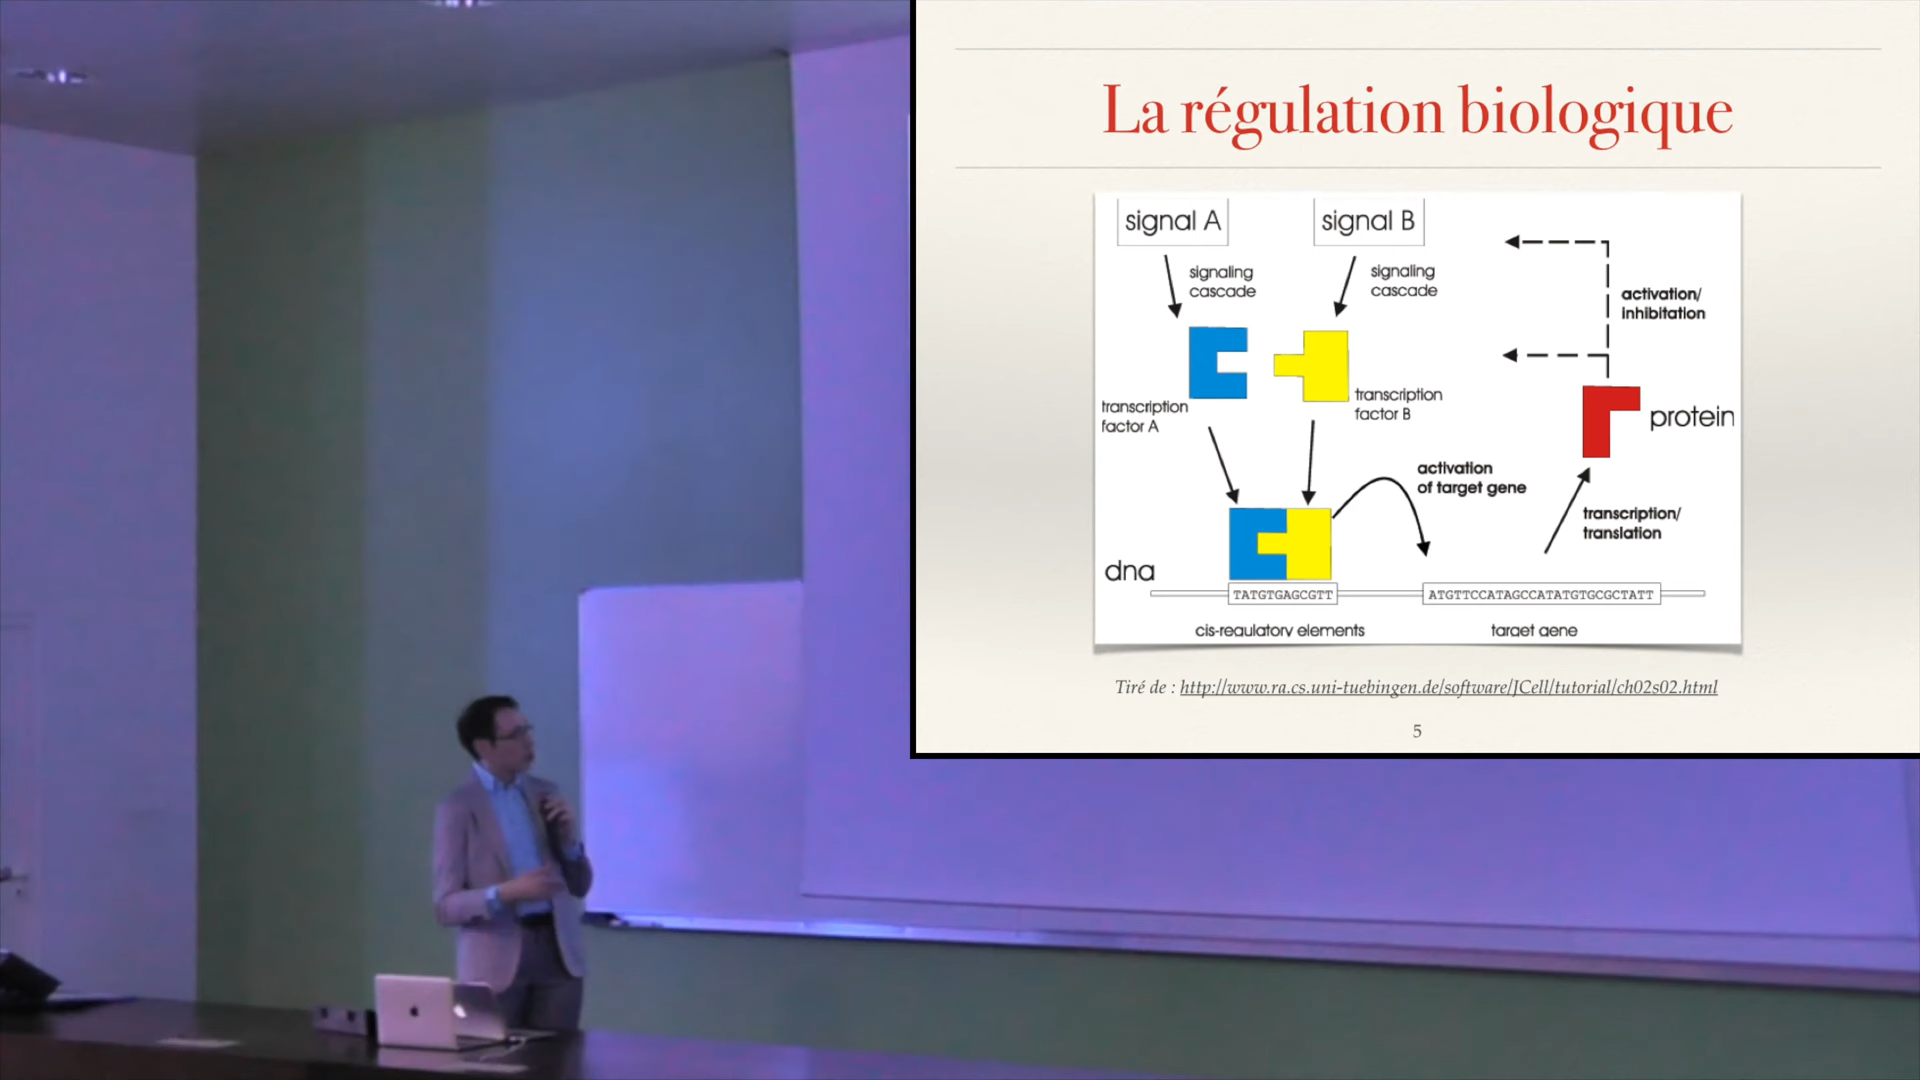 La régulation biologique
signal A
signal B
signaling
cascade
signaling
cascade
activation/
inhibitation
transcription
factor A
transcription
factor B
protein
activation
of target gene
transcription/
translation
dna
TATGTGAGCGTT
ATGTTCCATAGCCATATGTGCGCTATT
cis-regulatory elements
target gene
Tiré de : http://www.ra.cs.uni-tuebingen.de/software/JCell/tutorial/ch02s02.html
5